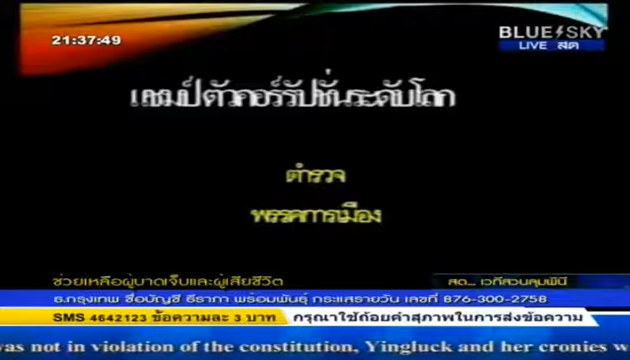 21:37:49
BLUE SKY
LIVE สด
แชมป์ตัวคอร์รัปชั่นระดับโลก
ตำรวจ
พรรคการเมือง
ช่วยเหลือผู้บาดเจ็บและผู้เสียชีวิต
สด... เวทีสวนลุมพินี
ธ.กรุงเทพ ชื่อบัญชี ธีราภา พร้อมพันธุ์ กระแสรายวัน เลขที่ 876-300-2758
SMS 4642123 ข้อความละ 3 บาท กรุณาใช้ถ้อยคำสุภาพในการส่งข้อความ
was not in violation of the constitution, Yingluck and her cronies w